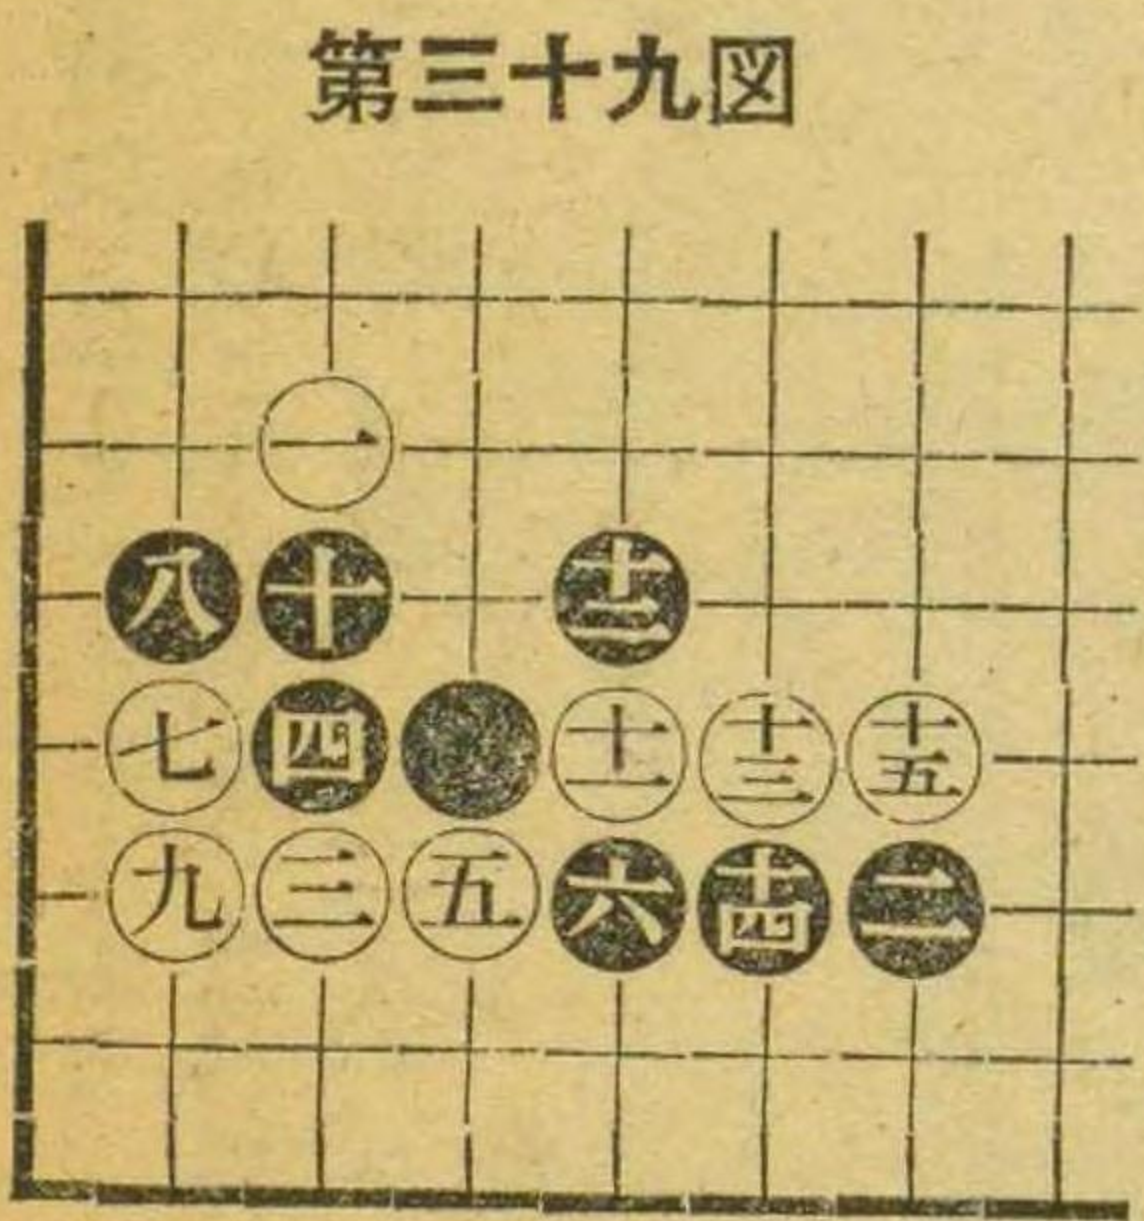 第三十九図
一
八 十 十二
七 四 十一 十三 十五
九 三 五 六 十四 二